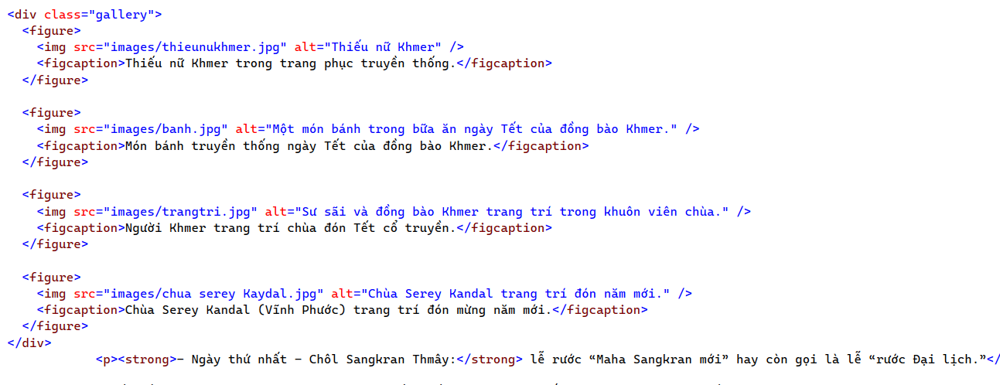 <div class="gallery">
<figure>
<img src="images/thieunukhmer.jpg" alt="Thiếu nữ Khmer" />
<figcaption>Thiếu nữ Khmer trong trang phục truyền thống.</figcaption>
</figure>
<figure>
<img src="images/banh.jpg" alt="Một món bánh trong bữa ăn ngày Tết của đồng bào Khmer." />
<figcaption>Món bánh truyền thống ngày Tết của đồng bào Khmer.</figcaption>
</figure>
<figure>
<img src="images/trangtri.jpg" alt="Sư sãi và đồng bào Khmer trang trí trong khuôn viên chùa." />
<figcaption>Người Khmer trang trí chùa đón Tết cổ truyền.</figcaption>
</figure>
<figure>
<img src="images/chua serey Kaydal.jpg" alt="Chùa Serey Kandal trang trí đón năm mới." />
<figcaption>Chùa Serey Kandal (Vĩnh Phước) trang trí đón mừng năm mới.</figcaption>
</figure>
</div>
<p><strong>– Ngày thứ nhất – Chôl Sangkran Thmây:</strong> lễ rước “Maha Sangkran mới” hay còn gọi là lễ “rước Đại lịch.”</